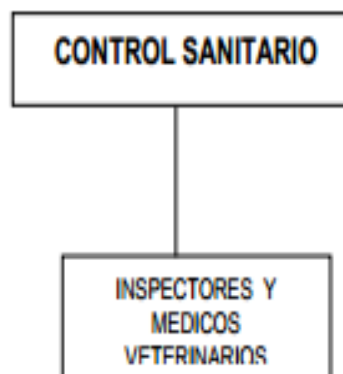 CONTROL SANITARIO
INSPECTORES Y
MEDICOS
VETERINARIOS